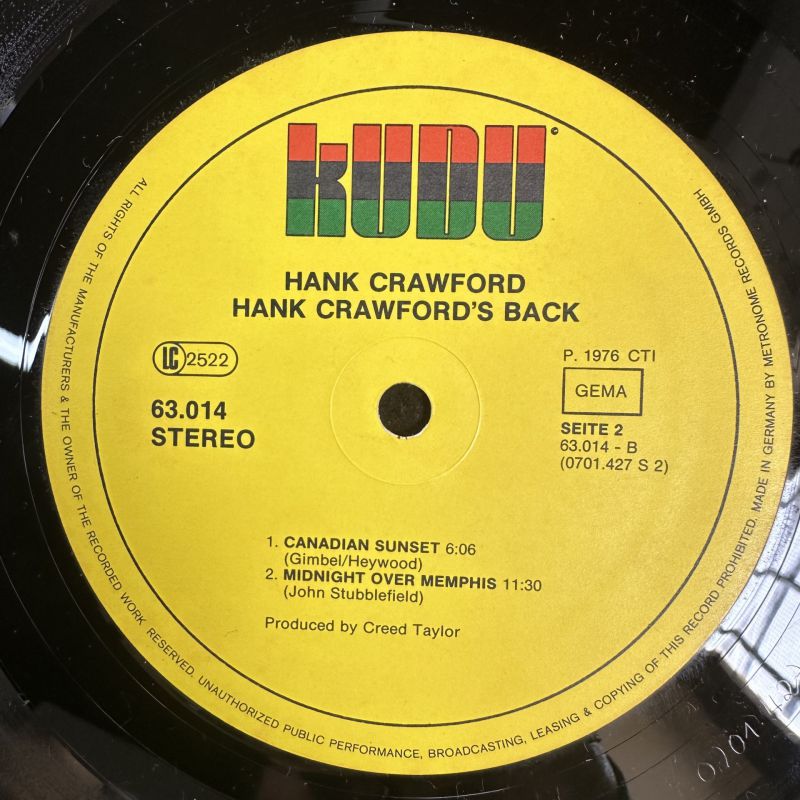 kUDU
©
HANK CRAWFORD
HANK CRAWFORD'S BACK
LC 2522
63.014
STEREO
P. 1976 CTI
GEMA
SEITE 2
63.014 - B
(0701.427 S 2)
1. CANADIAN SUNSET 6:06
(Gimbel/Heywood)
2. MIDNIGHT OVER MEMPHIS 11:30
(John Stubblefield)
Produced by Creed Taylor
ALL RIGHTS OF THE MANUFACTURERS & THE OWNER OF THE RECORDED WORK RESERVED. UNAUTHORIZED PUBLIC PERFORMANCE, BROADCASTING, LEASING & COPYING OF THIS RECORD PROHIBITED. MADE IN GERMANY BY METRONOME RECORDS GMBH